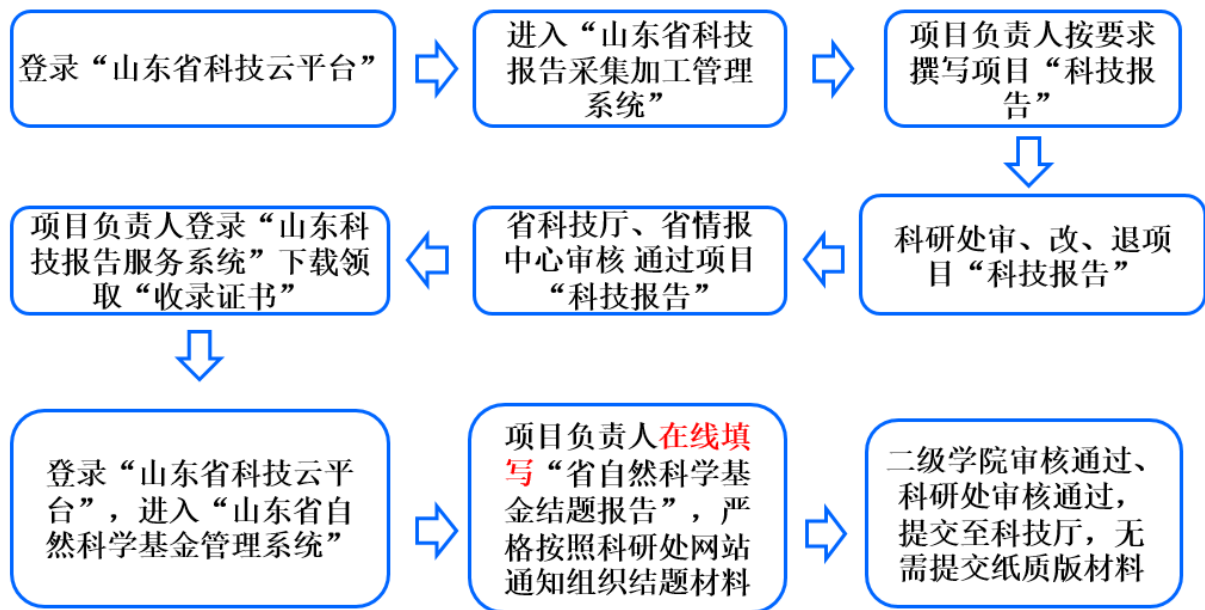 登录“山东省科技云平台”
进入“山东省科技
报告采集加工管理
系统”
项目负责人按要求
撰写项目“科技报
告”
科研处审、改、退项
目“科技报告”
省科技厅、省情报
中心审核 通过项目
“科技报告”
项目负责人登录“山东科
技报告服务系统”下载领
取“收录证书”
登录“山东省科技云平
台”，进入“山东省自
然科学基金管理系统”
项目负责人在线填
写“省自然科学基
金结题报告”，严
格按照科研处网站
通知组织结题材料
二级学院审核通过、
科研处审核通过，
提交至科技厅，无
需提交纸质版材料